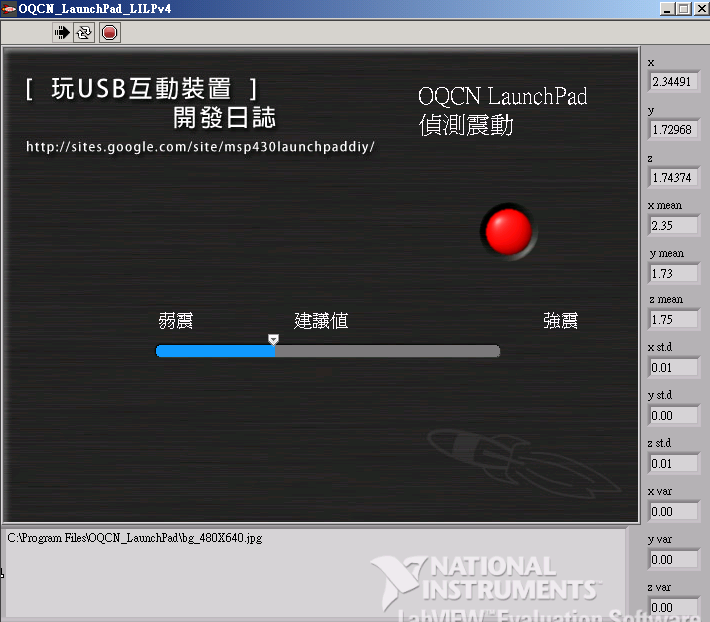 OQCN_LaunchPad_LILPv4
[ 玩USB互動裝置 ]
開發日誌
http://sites.google.com/site/msp430launchpaddiy/
OQCN LaunchPad
偵測震動
弱震
建議值
強震
x
2.34491
y
1.72968
z
1.74374
x mean
2.35
y mean
1.73
z mean
1.75
x st.d
0.01
y st.d
0.00
z st.d
0.01
x var
0.00
y var
0.00
z var
0.00
C:\Program Files\OQCN_LaunchPad\bg_480X640.jpg
NATIONAL
INSTRUMENTS™
LabVIEW™ Evaluation Software